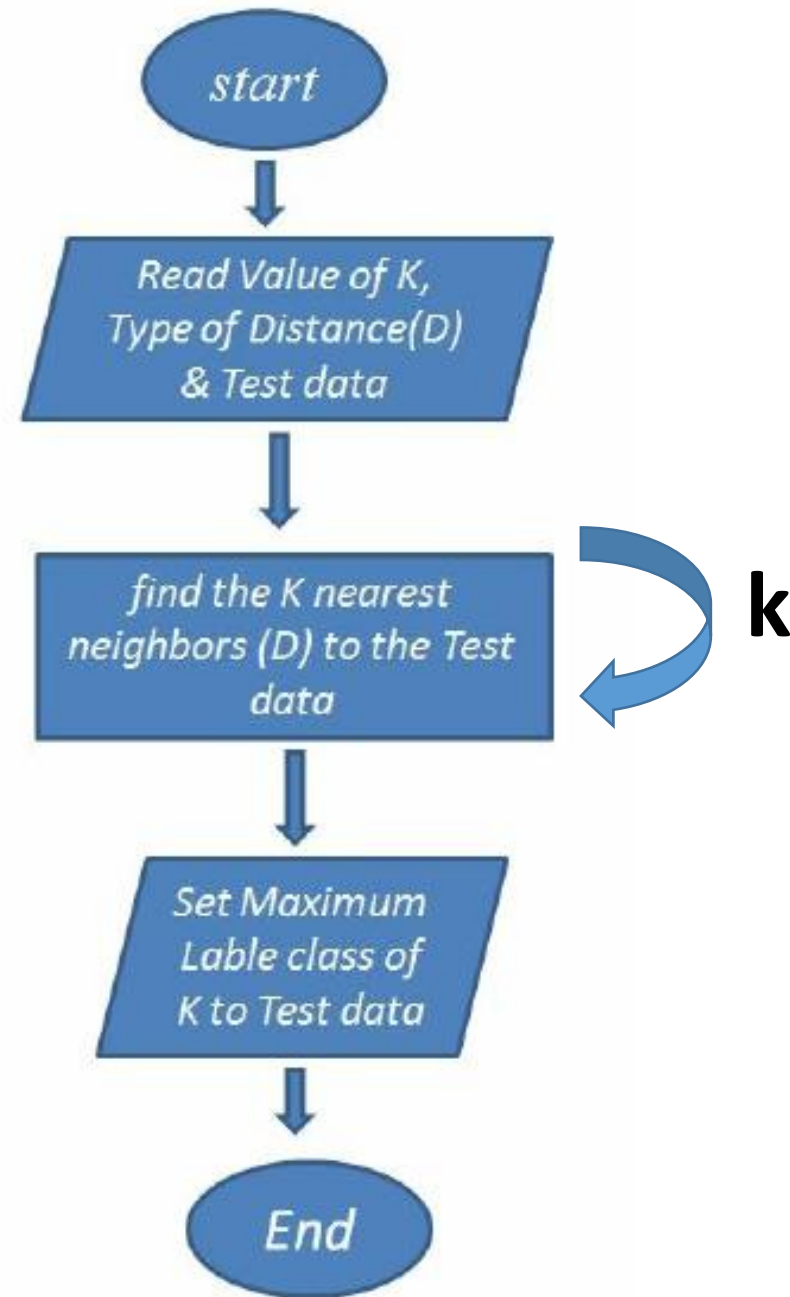 start
Read Value of K,
Type of Distance(D)
& Test data
find the K nearest
neighbors (D) to the Test
data
k
Set Maximum
Lable class of
K to Test data
End